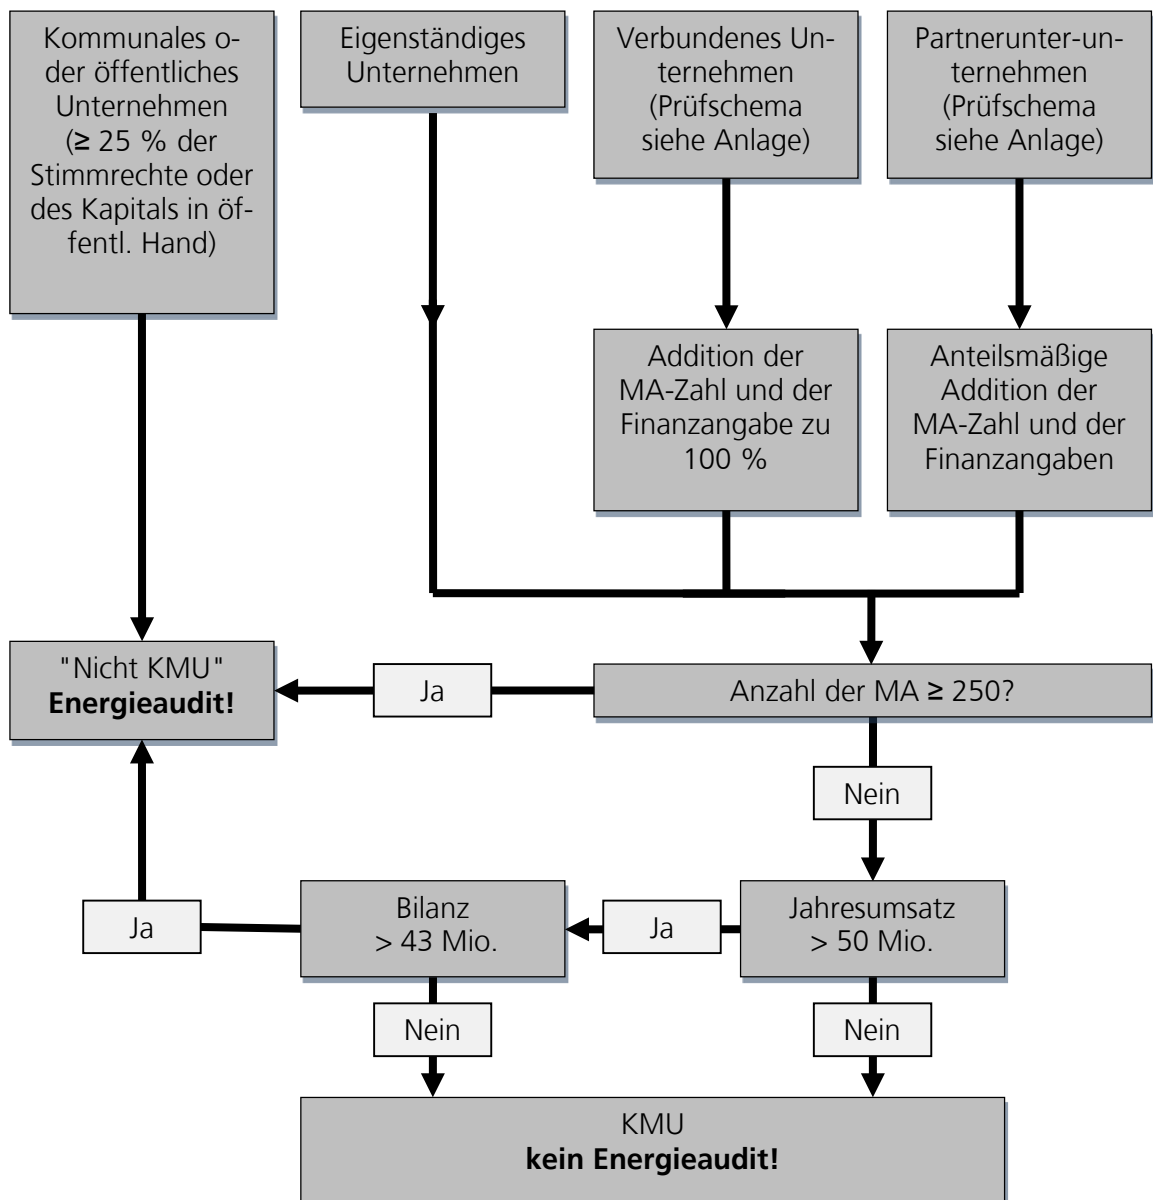 Kommunales o-
der öffentliches
Unternehmen
(≥ 25 % der
Stimmrechte oder
des Kapitals in öf-
fentl. Hand)
Eigenständiges
Unternehmen
Verbundenes Un-
ternehmen
(Prüfschema
siehe Anlage)
Partnerunter-un-
ternehmen
(Prüfschema
siehe Anlage)
Addition der
MA-Zahl und der
Finanzangabe zu
100 %
Anteilsmäßige
Addition der
MA-Zahl und der
Finanzangaben
"Nicht KMU"
Energieaudit!
Ja
Anzahl der MA ≥ 250?
Nein
Ja
Bilanz
> 43 Mio.
Ja
Jahresumsatz
> 50 Mio.
Nein
Nein
KMU
kein Energieaudit!